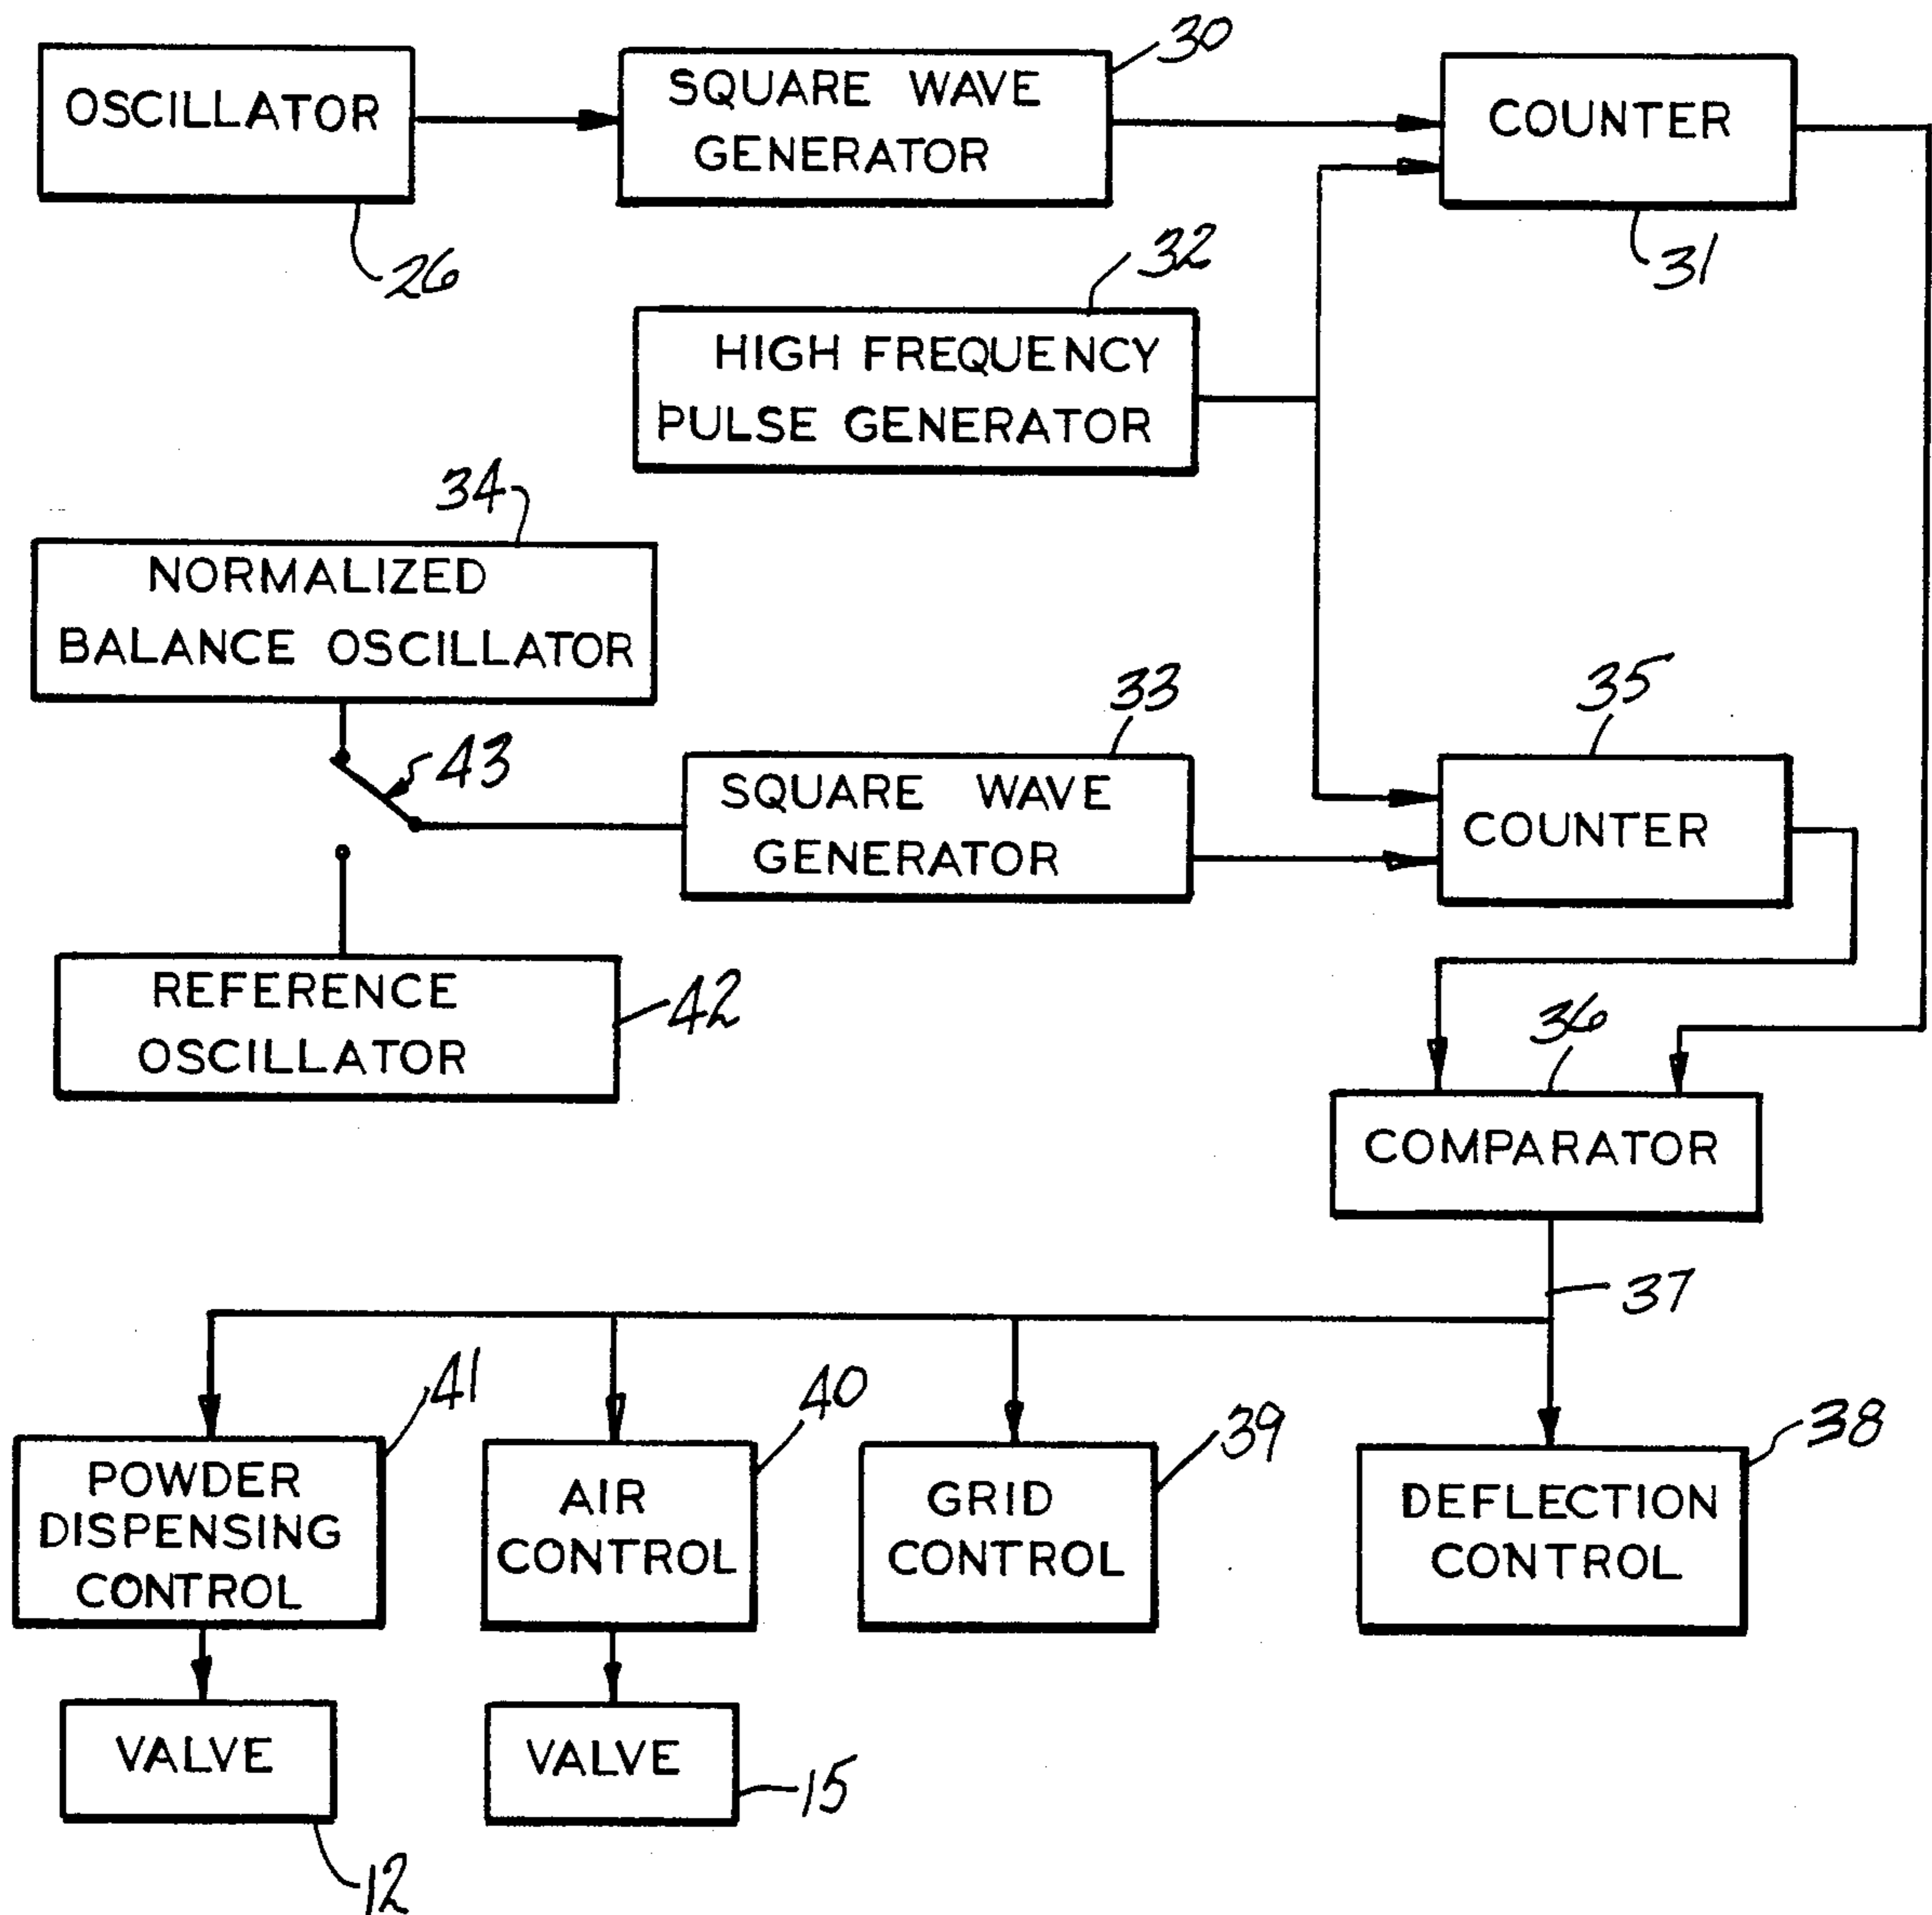 30
OSCILLATOR
SQUARE WAVE
GENERATOR
COUNTER
26
32
31
HIGH FREQUENCY
PULSE GENERATOR
34
NORMALIZED
BALANCE OSCILLATOR
33
35
43
SQUARE WAVE
GENERATOR
COUNTER
REFERENCE
OSCILLATOR
42
36
COMPARATOR
37
41
40
39
38
POWDER
DISPENSING
CONTROL
AIR
CONTROL
GRID
CONTROL
DEFLECTION
CONTROL
VALVE
VALVE
15
12